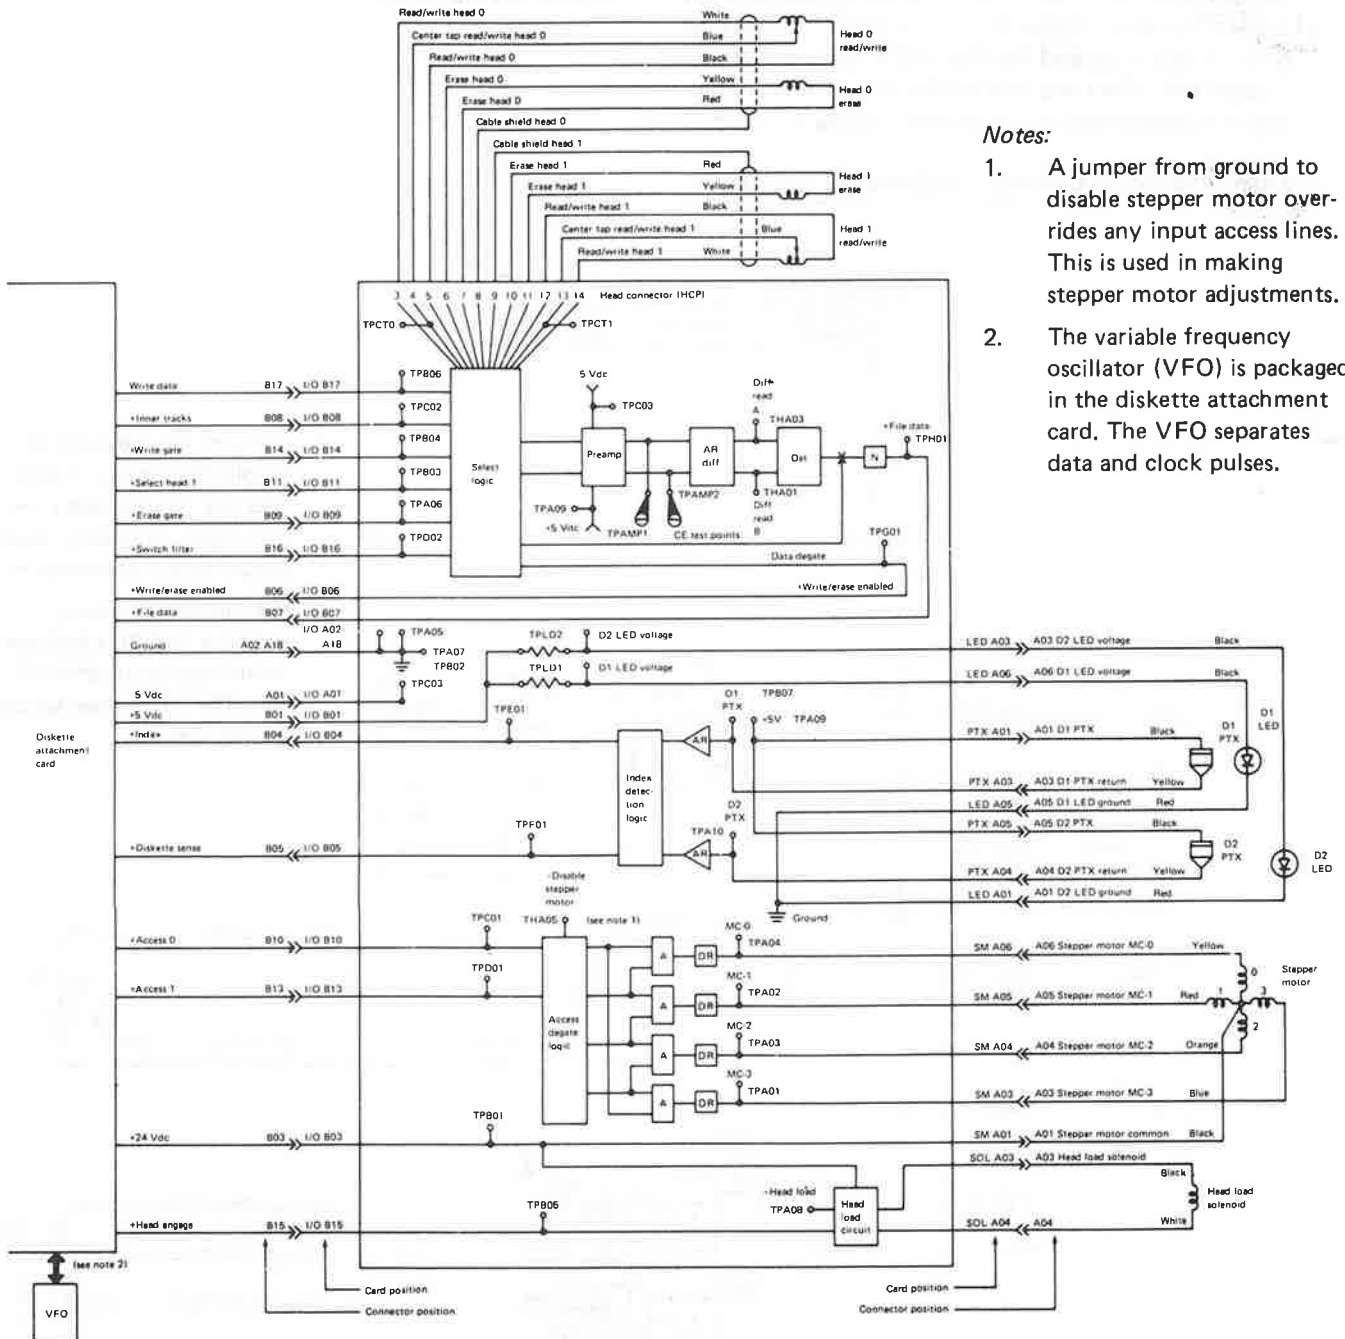 Read/write head 0 White
Center tap read/write head 0 Blue
Read/write head 0 Black
Head 0
read/write
Erase head 0 Yellow
Erase head 0 Red
Head 0
erase
Cable shield head 0
Cable shield head 1
Erase head 1 Red
Erase head 1 Yellow
Head 1
erase
Read/write head 1 Black
Center tap read/write head 1 Blue
Read/write head 1 White
Head 1
read/write
Notes:
1. A jumper from ground to
disable stepper motor over-
rides any input access lines.
This is used in making
stepper motor adjustments.
2. The variable frequency
oscillator (VFO) is packaged
in the diskette attachment
card. The VFO separates
data and clock pulses.
3 4 5 6 7 8 9 10 11 12 13 14 Head connector (HCP)
TPCT0 TPCT1
Write data B17 I/O B17 TPB06
+Inner tracks B08 I/O B08 TPC02
+Write gate B14 I/O B14 TPB04
+Select head 1 B11 I/O B11 TPB03
+Erase gate B09 I/O B09 TPA06
+Switch filter B16 I/O B16 TPD02
Select
logic
5 Vdc
TPC03
Preamp
TPA09
+5 Vdc
TPAMP1
TPAMP2
CE test points
AR
diff
Diff
read
A
THA03
THA01
Diff
read
B
Det
N
+File data
TPHD1
TPG01
Data degate
+Write/erase enabled
+Write/erase enabled B06 I/O B06
+File data B07 I/O B07
I/O A02
Ground A02 A18 A18
TPA05
TPA07
TPB02
TPC03
5 Vdc A01 I/O A01
+5 Vdc B01 I/O B01
+Index B04 I/O B04
TPE01
Diskette
attachment
card
TPLD2 D2 LED voltage
TPLD1 D1 LED voltage
LED A03 A03 D2 LED voltage Black
LED A06 A06 D1 LED voltage Black
D1
PTX
TPB07
+5V TPA09
AR
Index
detec-
tion
logic
D2
PTX
TPA10
AR
PTX A01 A01 D1 PTX Black
D1
PTX
D1
LED
PTX A03 A03 D1 PTX return Yellow
LED A05 A05 D1 LED ground Red
PTX A05 A05 D2 PTX Black
D2
PTX
D2
LED
PTX A04 A04 D2 PTX return Yellow
LED A01 A01 D2 LED ground Red
Ground
+Diskette sense B05 I/O B05
TPF01
-Disable
stepper
motor
THA05 (see note 1)
+Access 0 B10 I/O B10 TPC01
+Access 1 B13 I/O B13 TPD01
Access
degate
logic
A DR MC-0 TPA04
A DR MC-1 TPA02
A DR MC-2 TPA03
A DR MC-3 TPA01
SM A06 A06 Stepper motor MC-0 Yellow
SM A05 A05 Stepper motor MC-1 Red
SM A04 A04 Stepper motor MC-2 Orange
SM A03 A03 Stepper motor MC-3 Blue
0
1 3
2
Stepper
motor
+24 Vdc B03 I/O B03 TPB01
SM A01 A01 Stepper motor common Black
SOL A03 A03 Head load solenoid
Black
Head load
solenoid
White
-Head load
TPA08
Head
load
circuit
SOL A04 A04
+Head engage B15 I/O B15 TPB05
(see note 2)
VFO
Card position
Connector position
Card position
Connector position